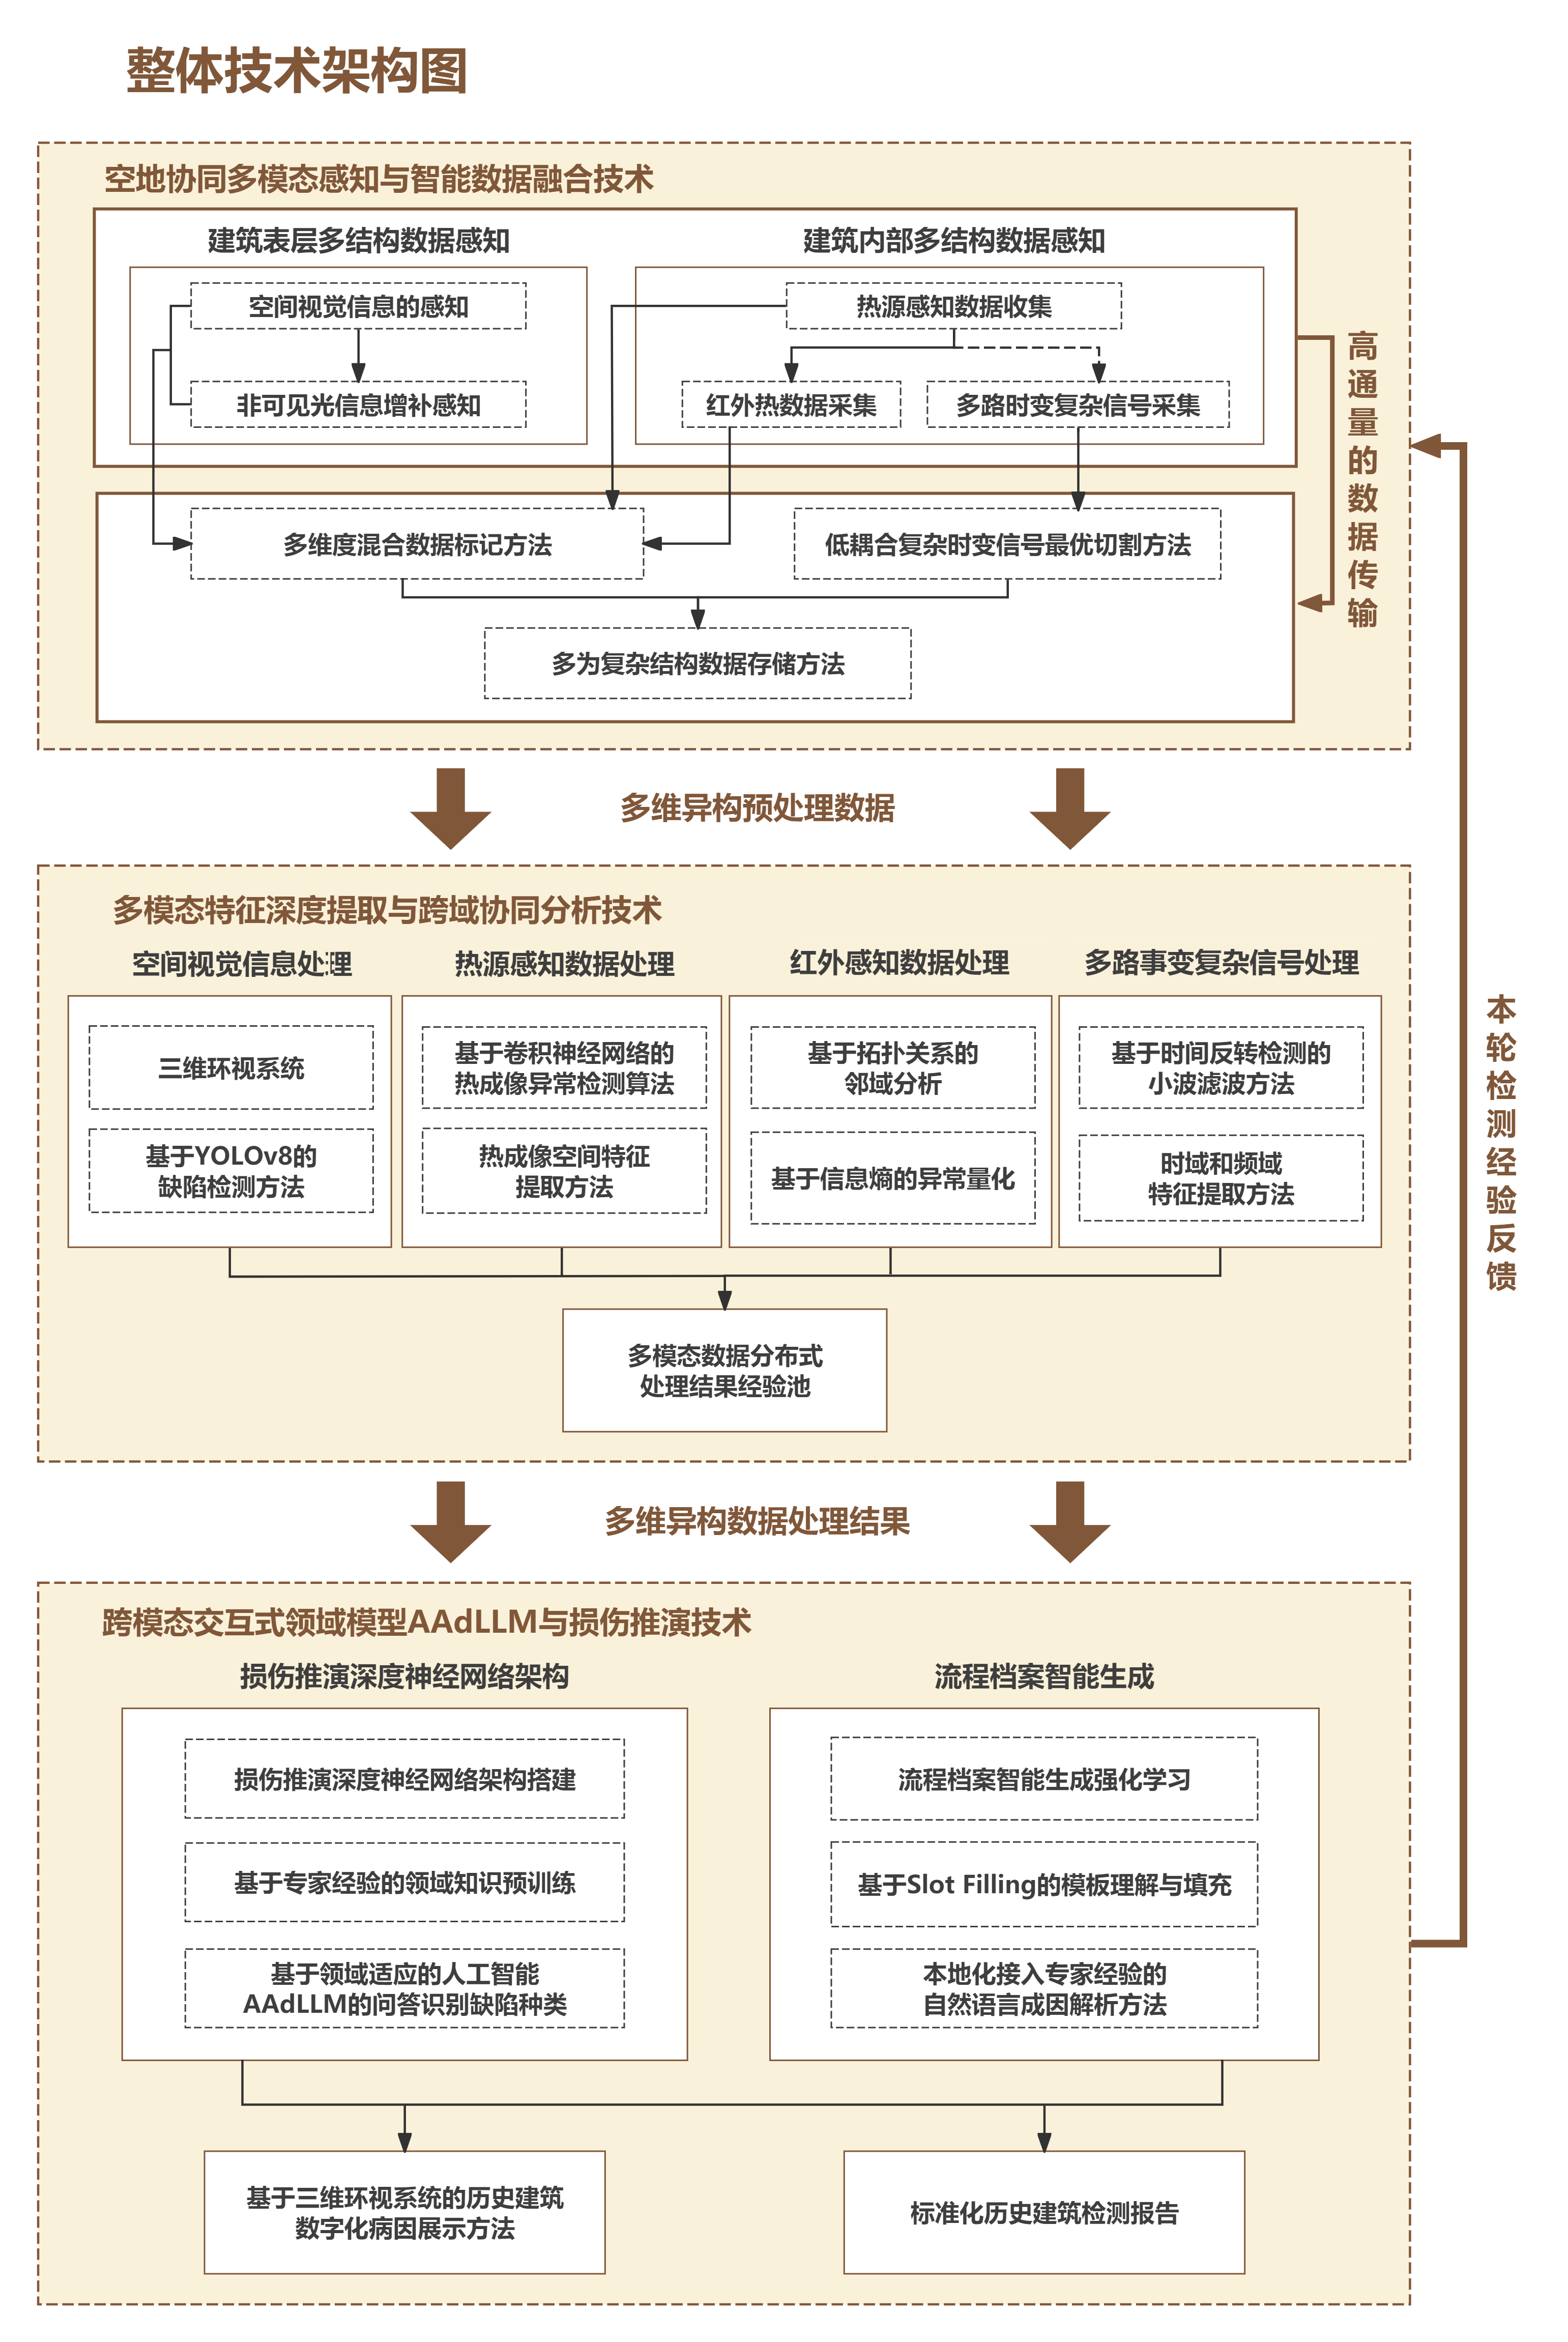 整体技术架构图
空地协同多模态感知与智能数据融合技术
建筑表层多结构数据感知
建筑内部多结构数据感知
空间视觉信息的感知
热源感知数据收集
非可见光信息增补感知
红外热数据采集
多路时变复杂信号采集
高通量的数据传输
多维度混合数据标记方法
低耦合复杂时变信号最优切割方法
多为复杂结构数据存储方法
多维异构预处理数据
多模态特征深度提取与跨域协同分析技术
空间视觉信息处理
热源感知数据处理
红外感知数据处理
多路事变复杂信号处理
三维环视系统
基于YOLOv8的
缺陷检测方法
基于卷积神经网络的
热成像异常检测算法
热成像空间特征
提取方法
基于拓扑关系的
邻域分析
基于信息熵的异常量化
基于时间反转检测的
小波滤波方法
时域和频域
特征提取方法
多模态数据分布式
处理结果经验池
本轮检测经验反馈
多维异构数据处理结果
跨模态交互式领域模型AAdLLM与损伤推演技术
损伤推演深度神经网络架构
流程档案智能生成
损伤推演深度神经网络架构搭建
基于专家经验的领域知识预训练
基于领域适应的人工智能
AAdLLM的问答识别缺陷种类
流程档案智能生成强化学习
基于Slot Filling的模板理解与填充
本地化接入专家经验的
自然语言成因解析方法
基于三维环视系统的历史建筑
数字化病因展示方法
标准化历史建筑检测报告